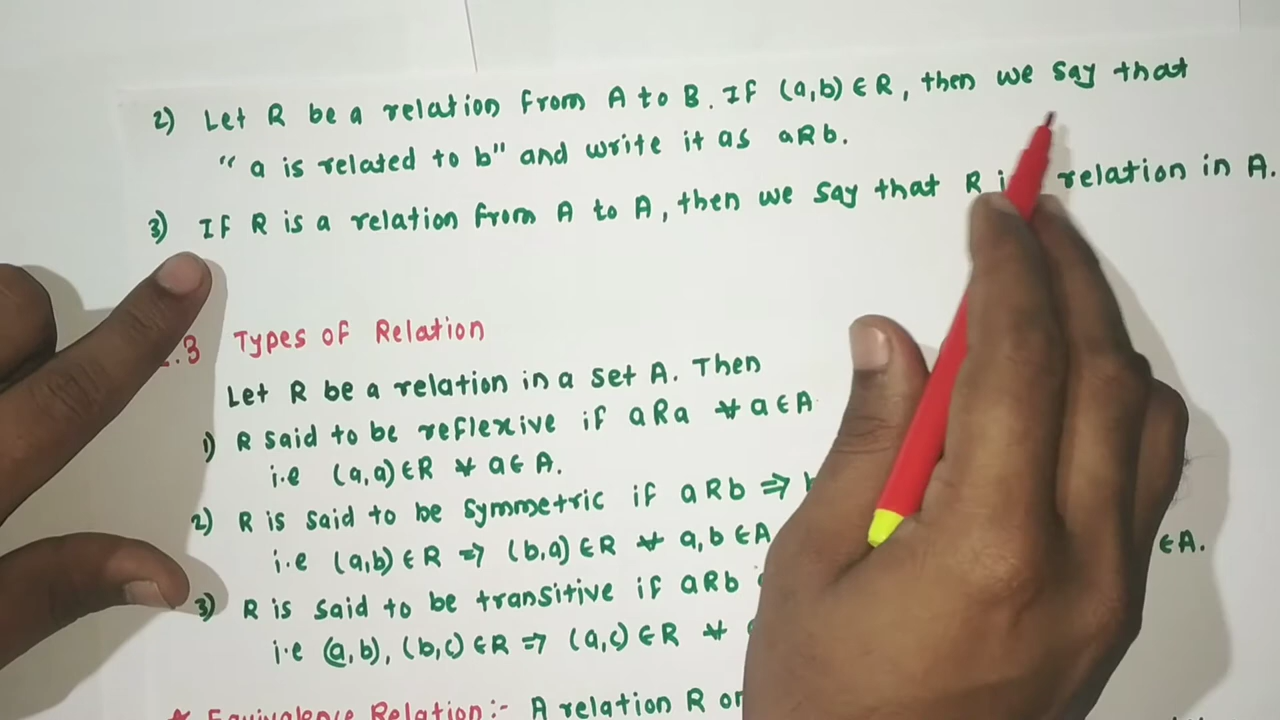 2) Let R be a relation from A to B. If (a,b) ∈ R, then we say that
" a is related to b" and write it as aRb.
3) If R is a relation from A to A, then we say that R relation in A.
.3 Types of Relation
Let R be a relation in a set A. Then
1) R said to be reflexive if aRa ∀ a ∈ A
i.e (a,a) ∈ R ∀ a ∈ A.
2) R is said to be symmetric if aRb ⇒
i.e (a,b) ∈ R ⇒ (b,a) ∈ R ∀ a,b ∈ A
3) R is said to be transitive if aRb ∈ A.
i.e (a,b), (b,c) ∈ R ⇒ (a,c) ∈ R ∀
* Equivalence Relation :- A relation R on